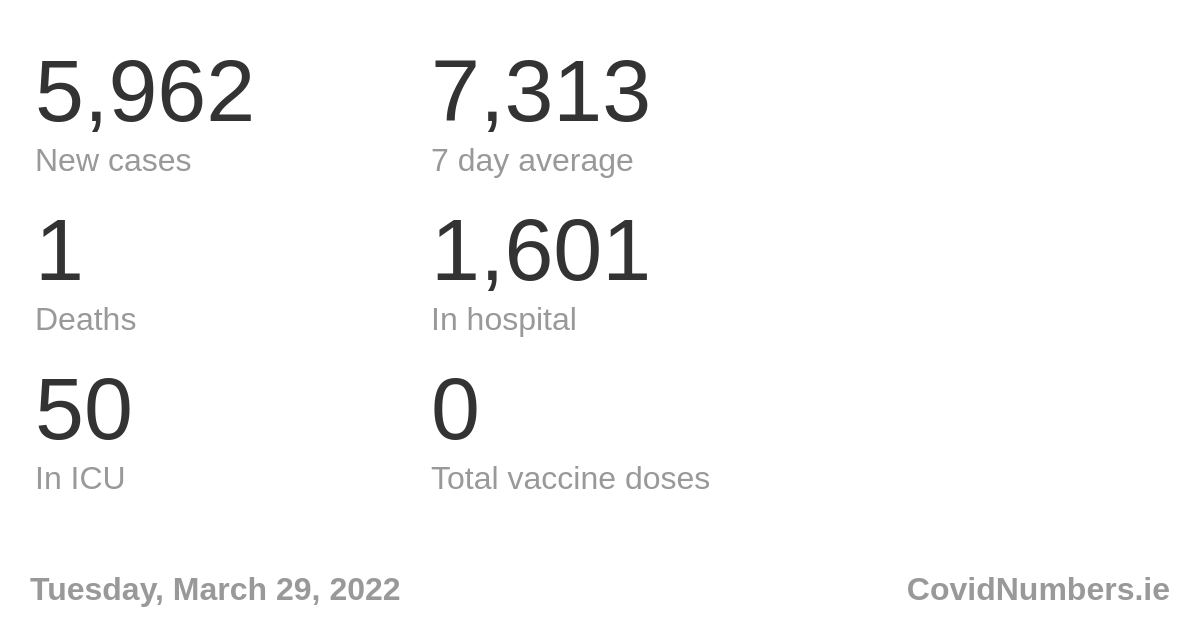 5,962
New cases
7,313
7 day average
1
Deaths
1,601
In hospital
50
In ICU
0
Total vaccine doses
Tuesday, March 29, 2022
CovidNumbers.ie